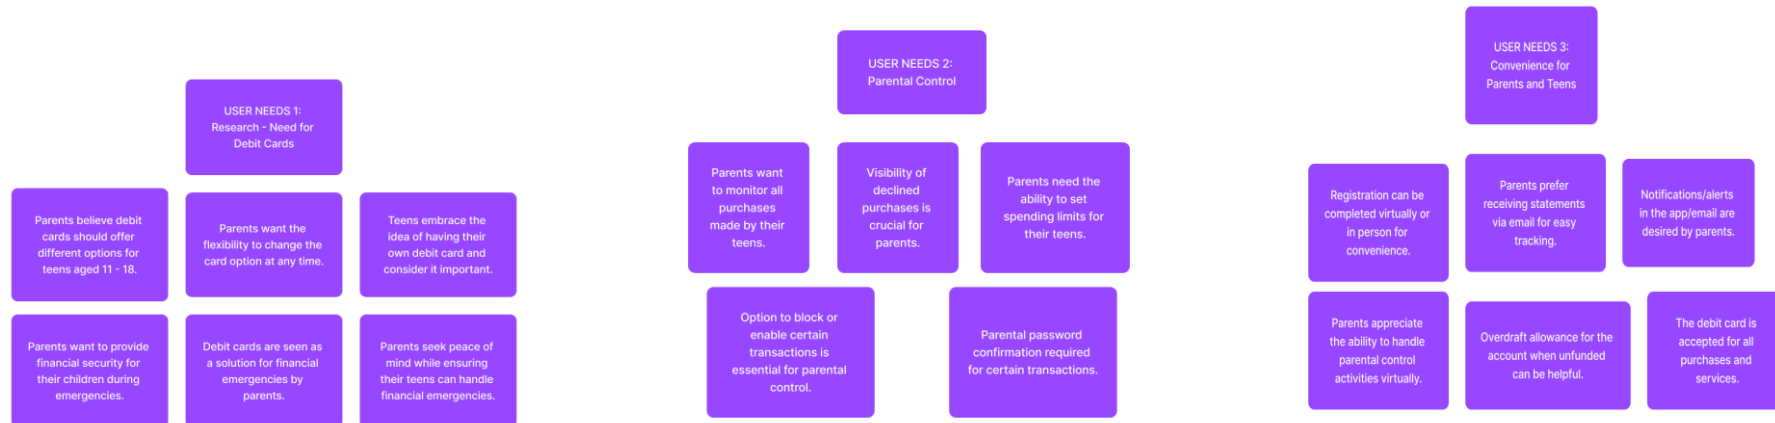 USER NEEDS 1:
Research - Need for
Debit Cards
Parents believe debit
cards should offer
different options for
teens aged 11 - 18.
Parents want the
flexibility to change the
card option at any time.
Teens embrace the
idea of having their
own debit card and
consider it important.
Parents want to provide
financial security for
their children during
emergencies.
Debit cards are seen as
a solution for financial
emergencies by
parents.
Parents seek peace of
mind while ensuring
their teens can handle
financial emergencies.
USER NEEDS 2:
Parental Control
Parents want
to monitor all
purchases
made by their
teens.
Visibility of
declined
purchases is
crucial for
parents.
Parents need the
ability to set
spending limits for
their teens.
Option to block or
enable certain
transactions is
essential for parental
control.
Parental password
confirmation required
for certain transactions.
USER NEEDS 3:
Convenience for
Parents and Teens
Registration can be
completed virtually or
in person for
convenience.
Parents prefer
receiving statements
via email for easy
tracking.
Notifications/alerts
in the app/email are
desired by parents.
Parents appreciate
the ability to handle
parental control
activities virtually.
Overdraft allowance for the
account when unfunded
can be helpful.
The debit card is
accepted for all
purchases and
services.